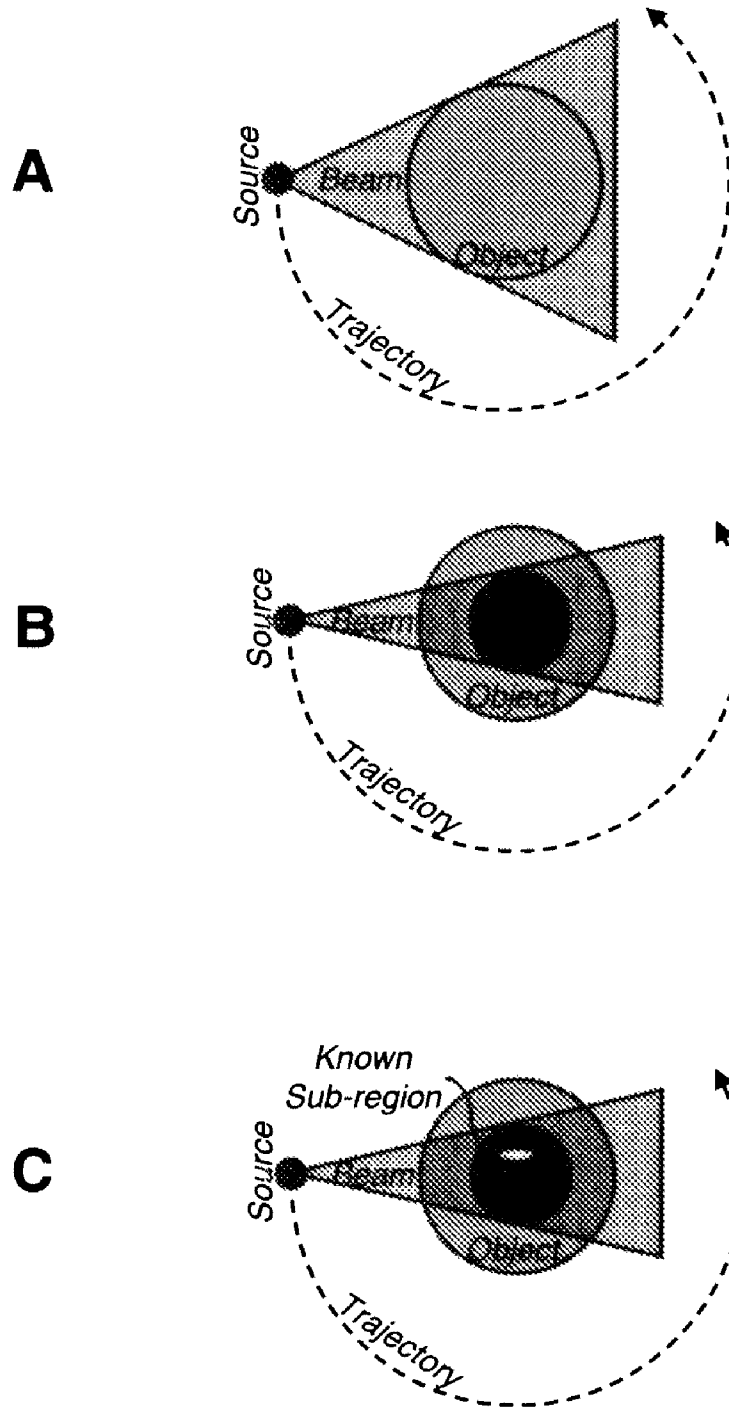 A
Source
Beam
Object
Trajectory
B
Source
Beam
Object
Trajectory
C
Known
Sub-region
Source
Beam
Object
Trajectory